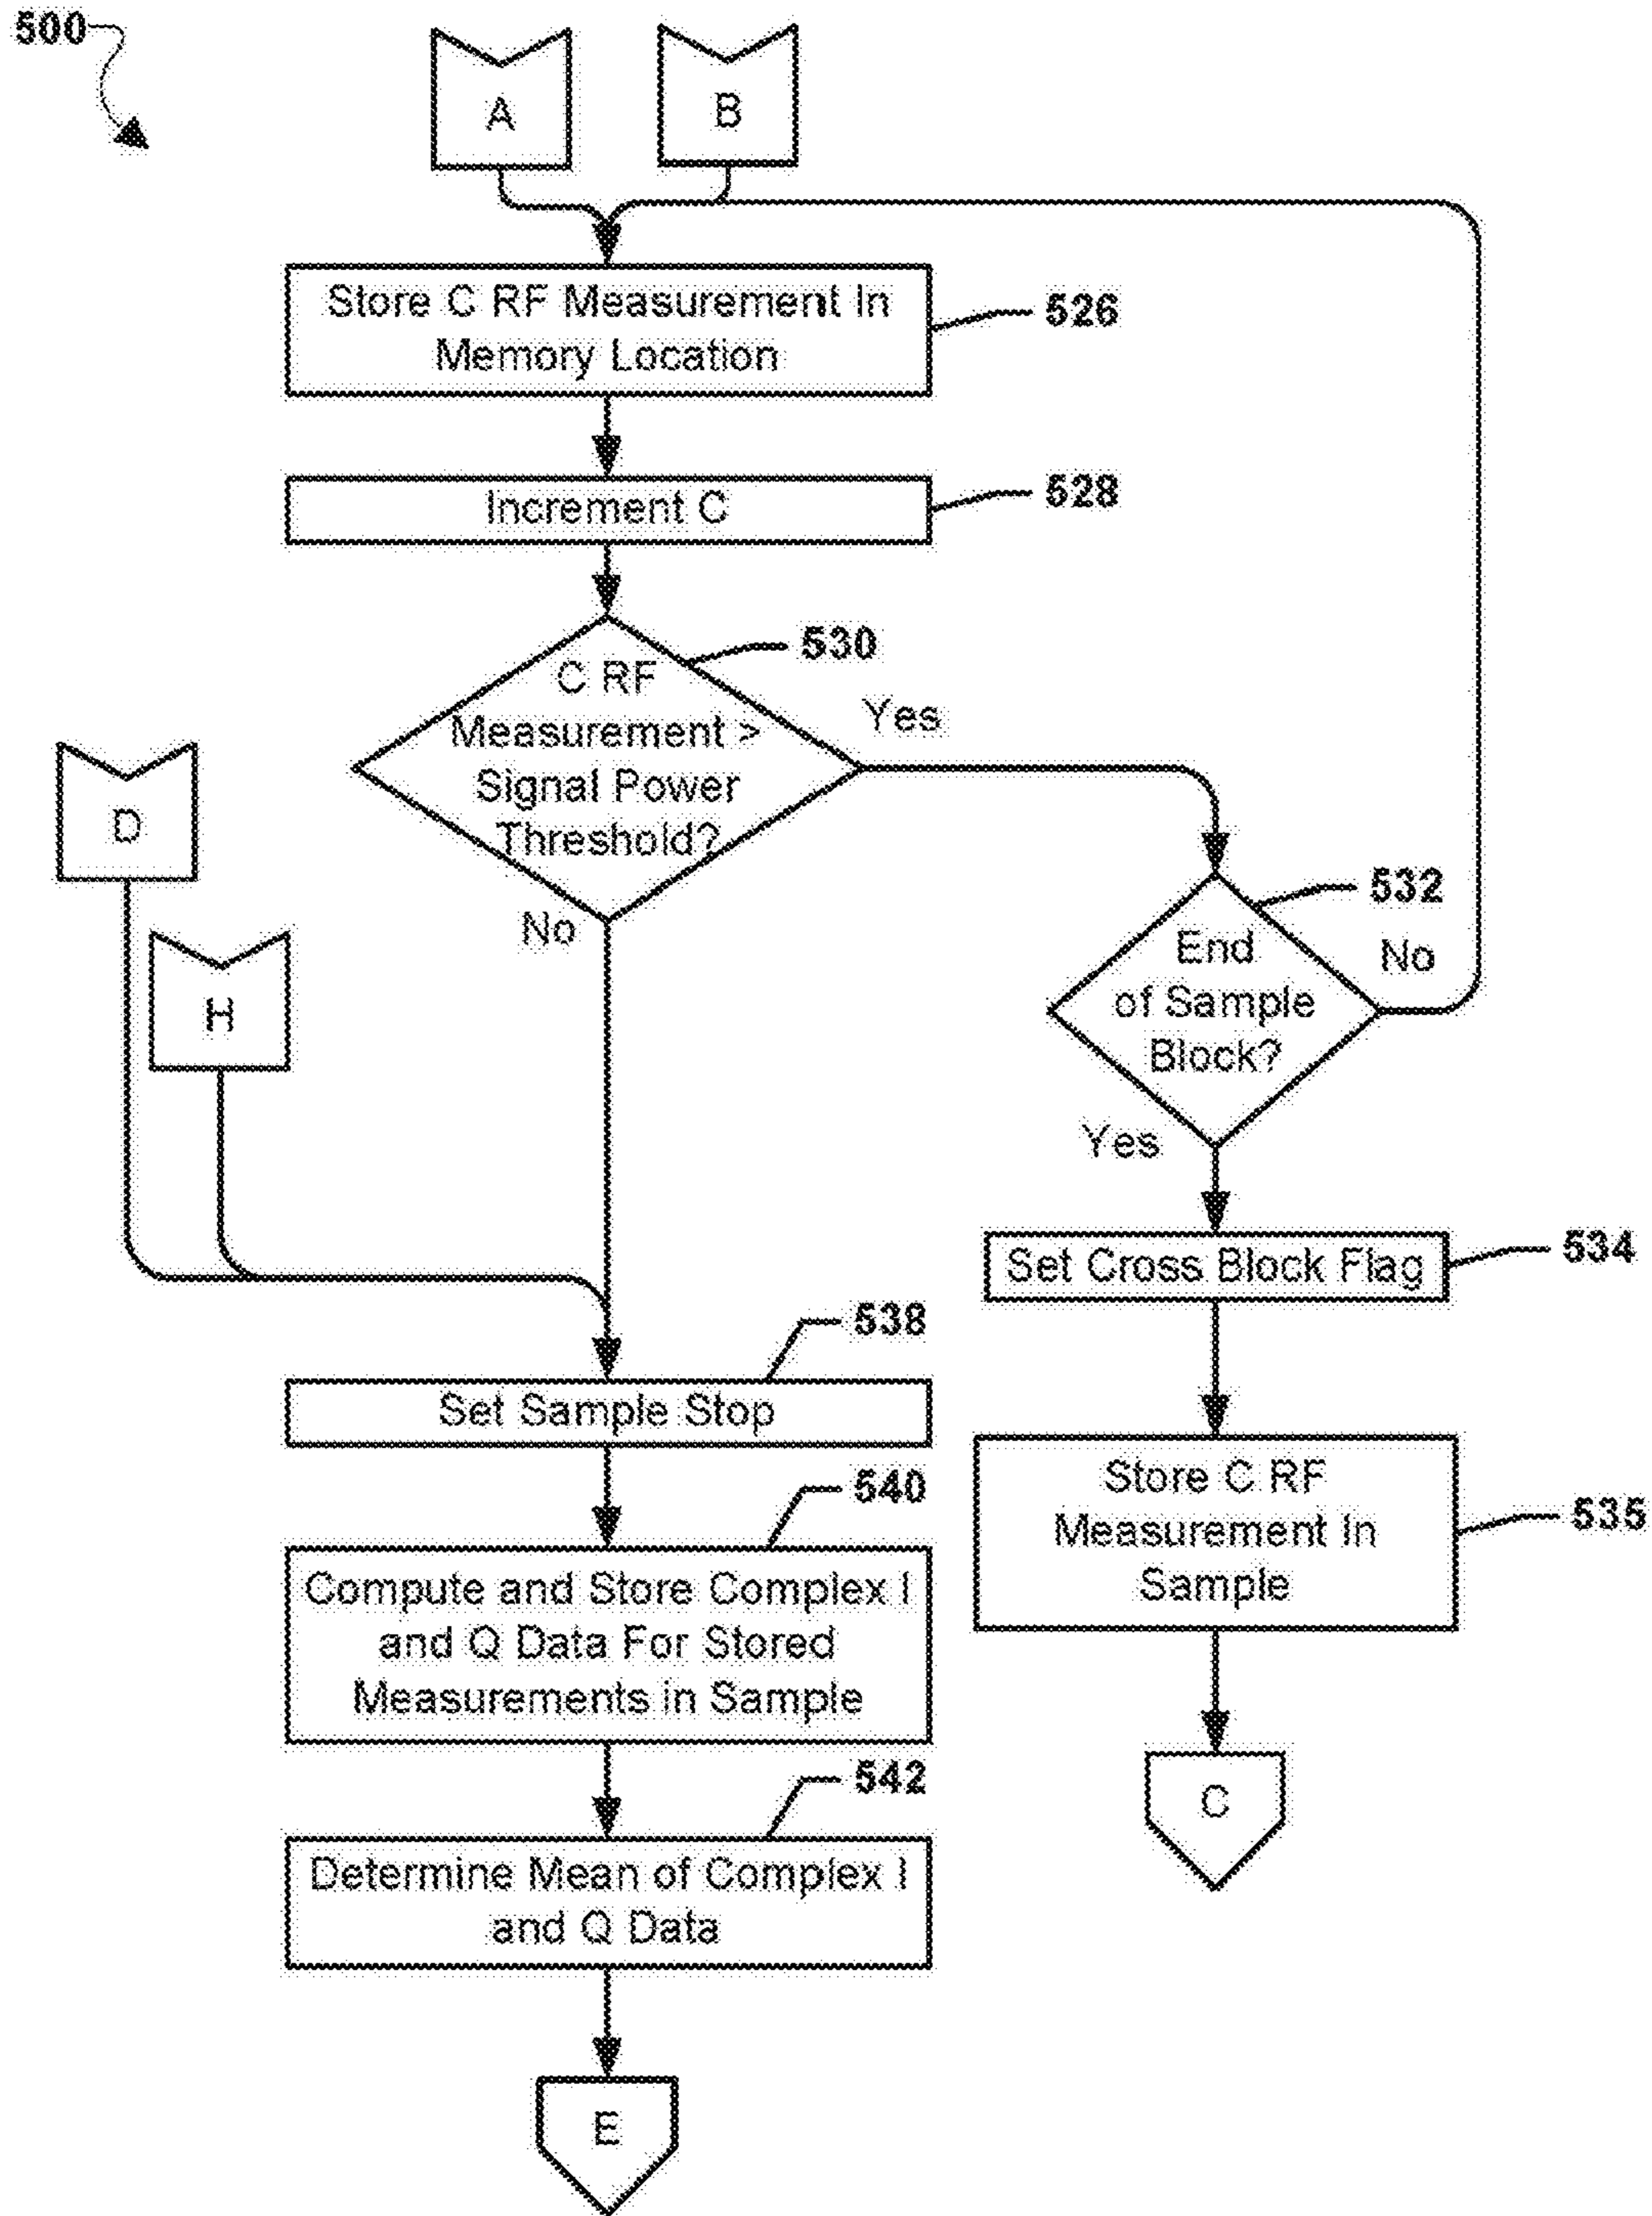 500
A
B
Store C RF Measurement In
Memory Location
526
Increment C
528
530
C RF
Measurement >
Signal Power
Threshold?
Yes
No
D
H
532
End
of Sample
Block?
No
Yes
Set Cross Block Flag
534
538
Set Sample Stop
Store C RF
Measurement In
Sample
535
540
Compute and Store Complex I
and Q Data For Stored
Measurements in Sample
C
542
Determine Mean of Complex I
and Q Data
E